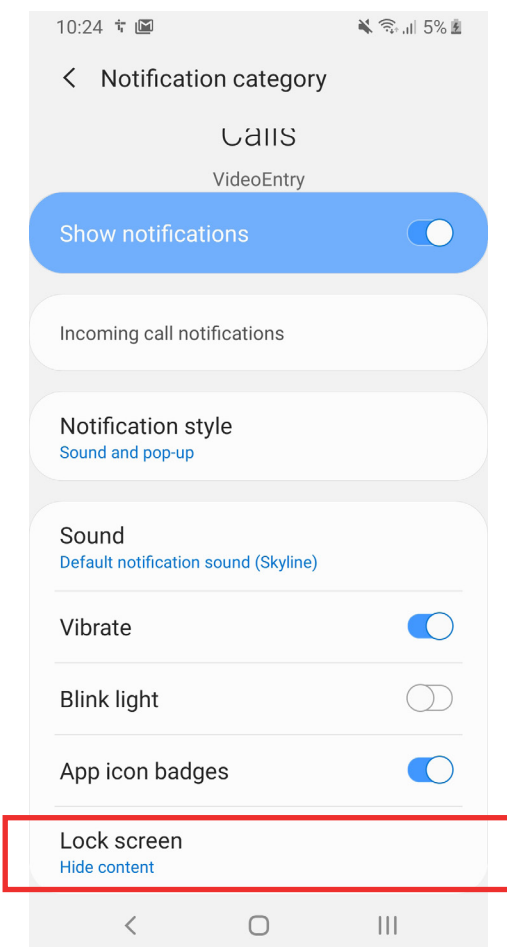 10:24 5%
Notification category
Calls
VideoEntry
Show notifications
Incoming call notifications
Notification style
Sound and pop-up
Sound
Default notification sound (Skyline)
Vibrate
Blink light
App icon badges
Lock screen
Hide content